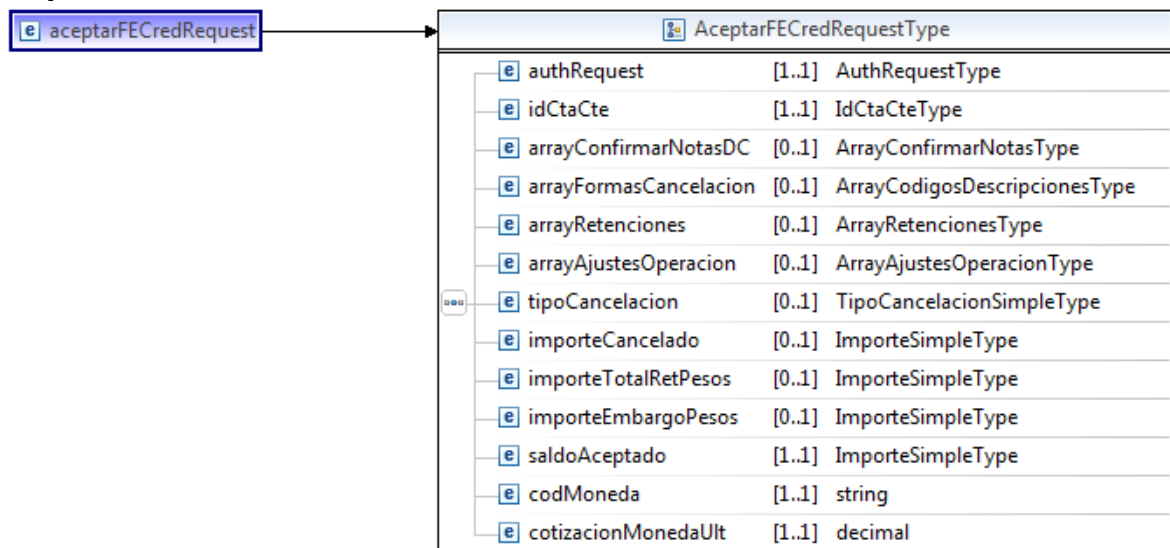 e aceptarFECredRequest
AceptarFECredRequestType
e authRequest [1..1] AuthRequestType
e idCtaCte [1..1] IdCtaCteType
e arrayConfirmarNotasDC [0..1] ArrayConfirmarNotasType
e arrayFormasCancelacion [0..1] ArrayCodigosDescripcionesType
e arrayRetenciones [0..1] ArrayRetencionesType
e arrayAjustesOperacion [0..1] ArrayAjustesOperacionType
e tipoCancelacion [0..1] TipoCancelacionSimpleType
e importeCancelado [0..1] ImporteSimpleType
e importeTotalRetPesos [0..1] ImporteSimpleType
e importeEmbargoPesos [0..1] ImporteSimpleType
e saldoAceptado [1..1] ImporteSimpleType
e codMoneda [1..1] string
e cotizacionMonedaUlt [1..1] decimal